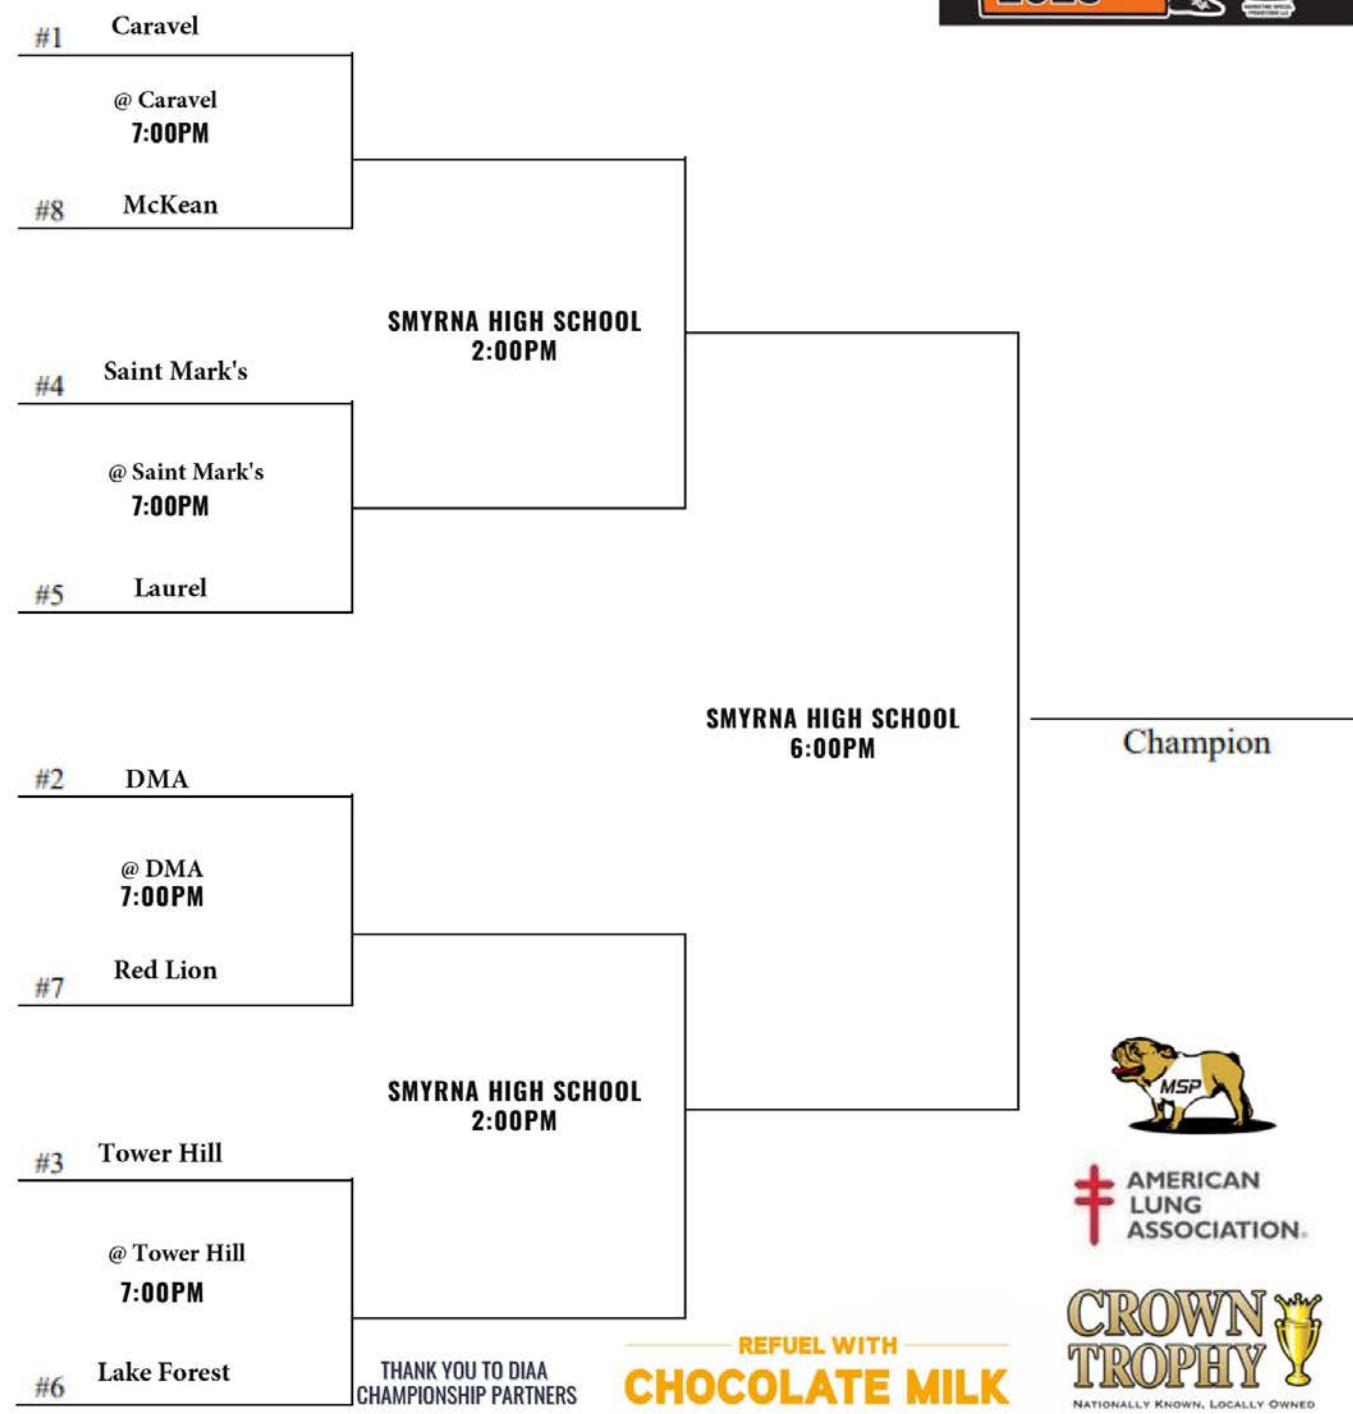 #1 Caravel
@ Caravel
7:00PM
#8 McKean
SMYRNA HIGH SCHOOL
2:00PM
#4 Saint Mark's
@ Saint Mark's
7:00PM
#5 Laurel
SMYRNA HIGH SCHOOL
6:00PM
Champion
#2 DMA
@ DMA
7:00PM
#7 Red Lion
SMYRNA HIGH SCHOOL
2:00PM
#3 Tower Hill
@ Tower Hill
7:00PM
#6 Lake Forest
THANK YOU TO DIAA
CHAMPIONSHIP PARTNERS
REFUEL WITH
CHOCOLATE MILK
MSP
AMERICAN
LUNG
ASSOCIATION®
CROWN
TROPHY
NATIONALLY KNOWN, LOCALLY OWNED